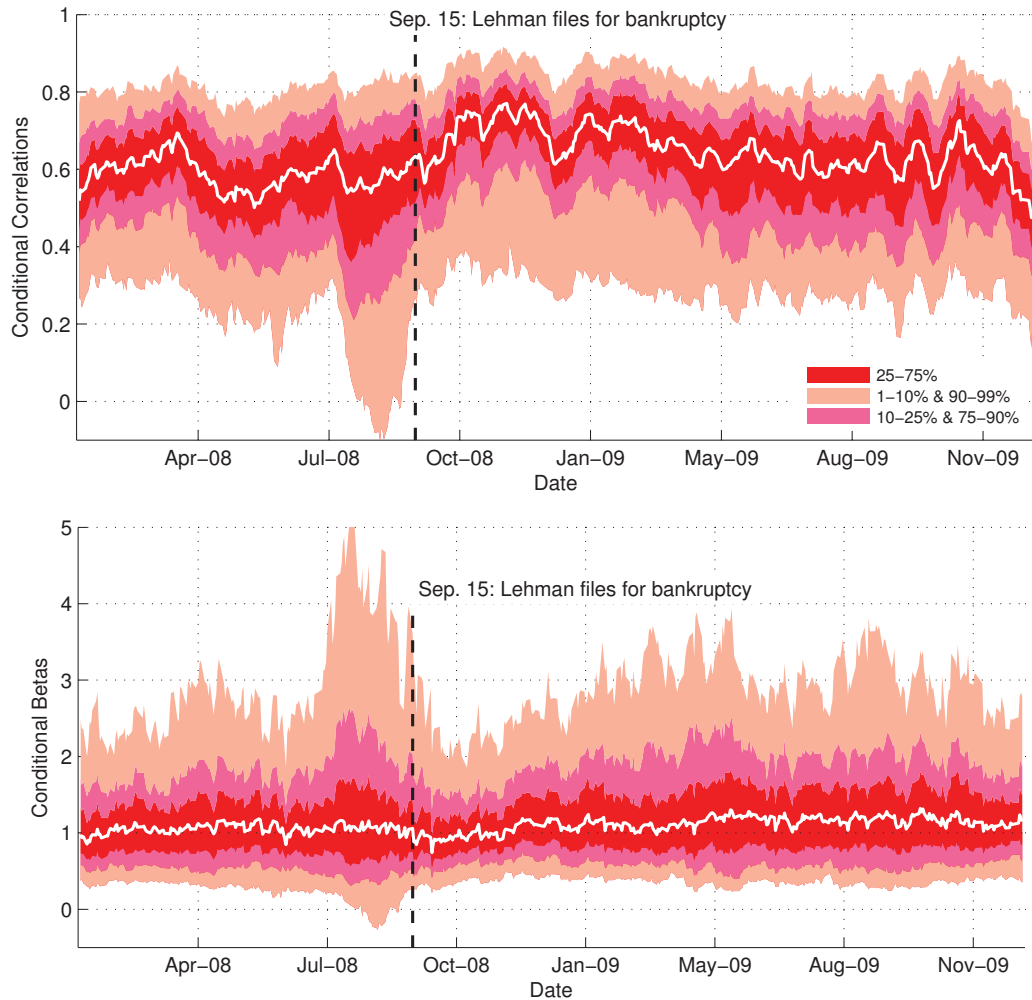 Sep. 15: Lehman files for bankruptcy
1
0.8
0.6
0.4
0.2
0
Conditional Correlations
25−75%
1−10% & 90−99%
10−25% & 75−90%
Apr−08 Jul−08 Oct−08 Jan−09 May−09 Aug−09 Nov−09
Date
5
4
3
2
1
0
Conditional Betas
Sep. 15: Lehman files for bankruptcy
Apr−08 Jul−08 Oct−08 Jan−09 May−09 Aug−09 Nov−09
Date